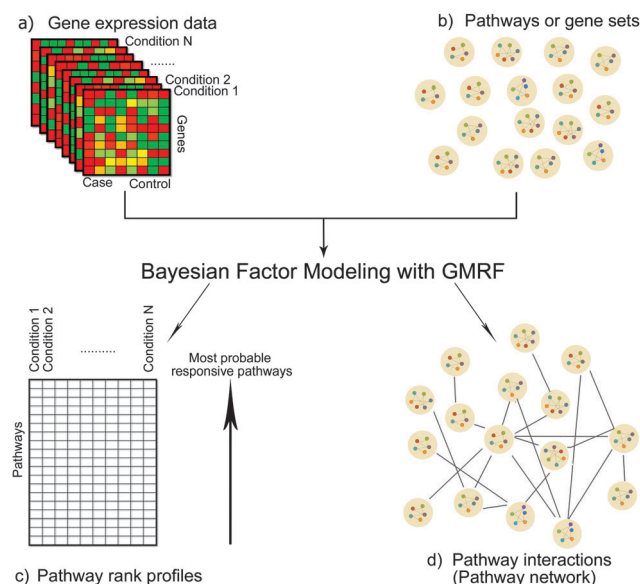 a) Gene expression data
Condition N
........
Condition 2
Condition 1
Genes
Case Control
b) Pathways or gene sets
Bayesian Factor Modeling with GMRF
Condition 1
Condition 2
..........
Condition N
Pathways
Most probable
responsive pathways
c) Pathway rank profiles
d) Pathway interactions
(Pathway network)